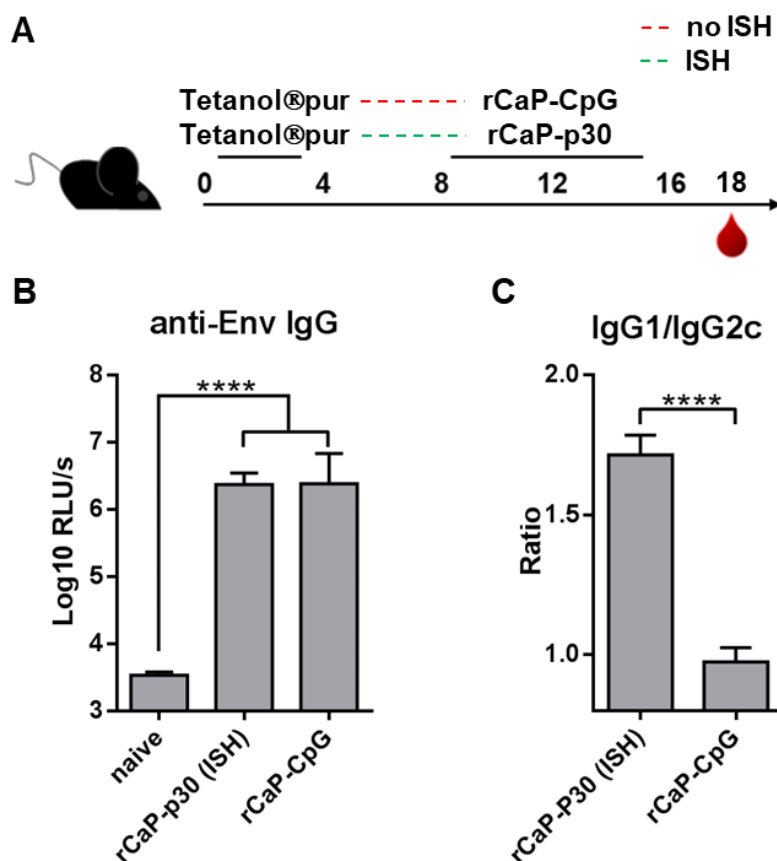 A
no ISH
ISH
Tetanol®pur rCaP-CpG
Tetanol®pur rCaP-p30
0 4 8 12 16 18
B
anti-Env IgG
****
8
7
6
5
4
3
Log10 RLU/s
naive
rCaP-p30 (ISH)
rCaP-CpG
C
IgG1/IgG2c
****
2.0
1.5
1.0
Ratio
rCaP-P30 (ISH)
rCaP-CpG